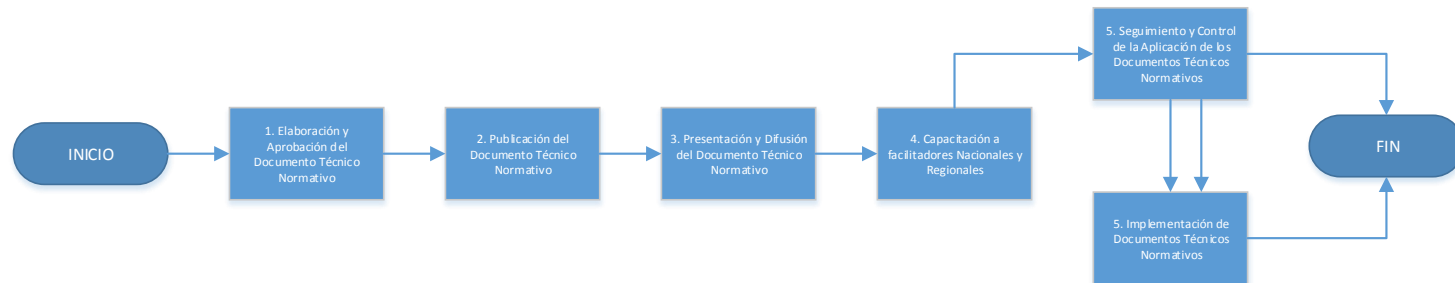 INICIO
1. Elaboración y
Aprobación del
Documento Técnico
Normativo
2. Publicación del
Documento Técnico
Normativo
3. Presentación y Difusión
del Documento Técnico
Normativo
4. Capacitación a
facilitadores Nacionales y
Regionales
5. Seguimiento y Control
de la Aplicación de los
Documentos Técnicos
Normativos
5. Implementación de
Documentos Técnicos
Normativos
FIN